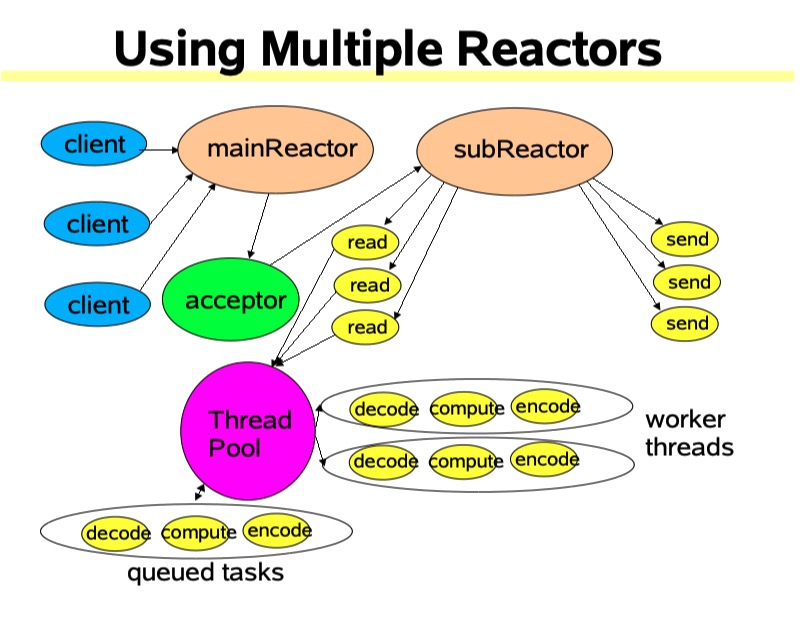 Using Multiple Reactors
client
mainReactor
subReactor
client
read
send
client
acceptor
read
send
read
send
Thread
Pool
decode compute encode
decode compute encode
worker
threads
decode compute encode
queued tasks